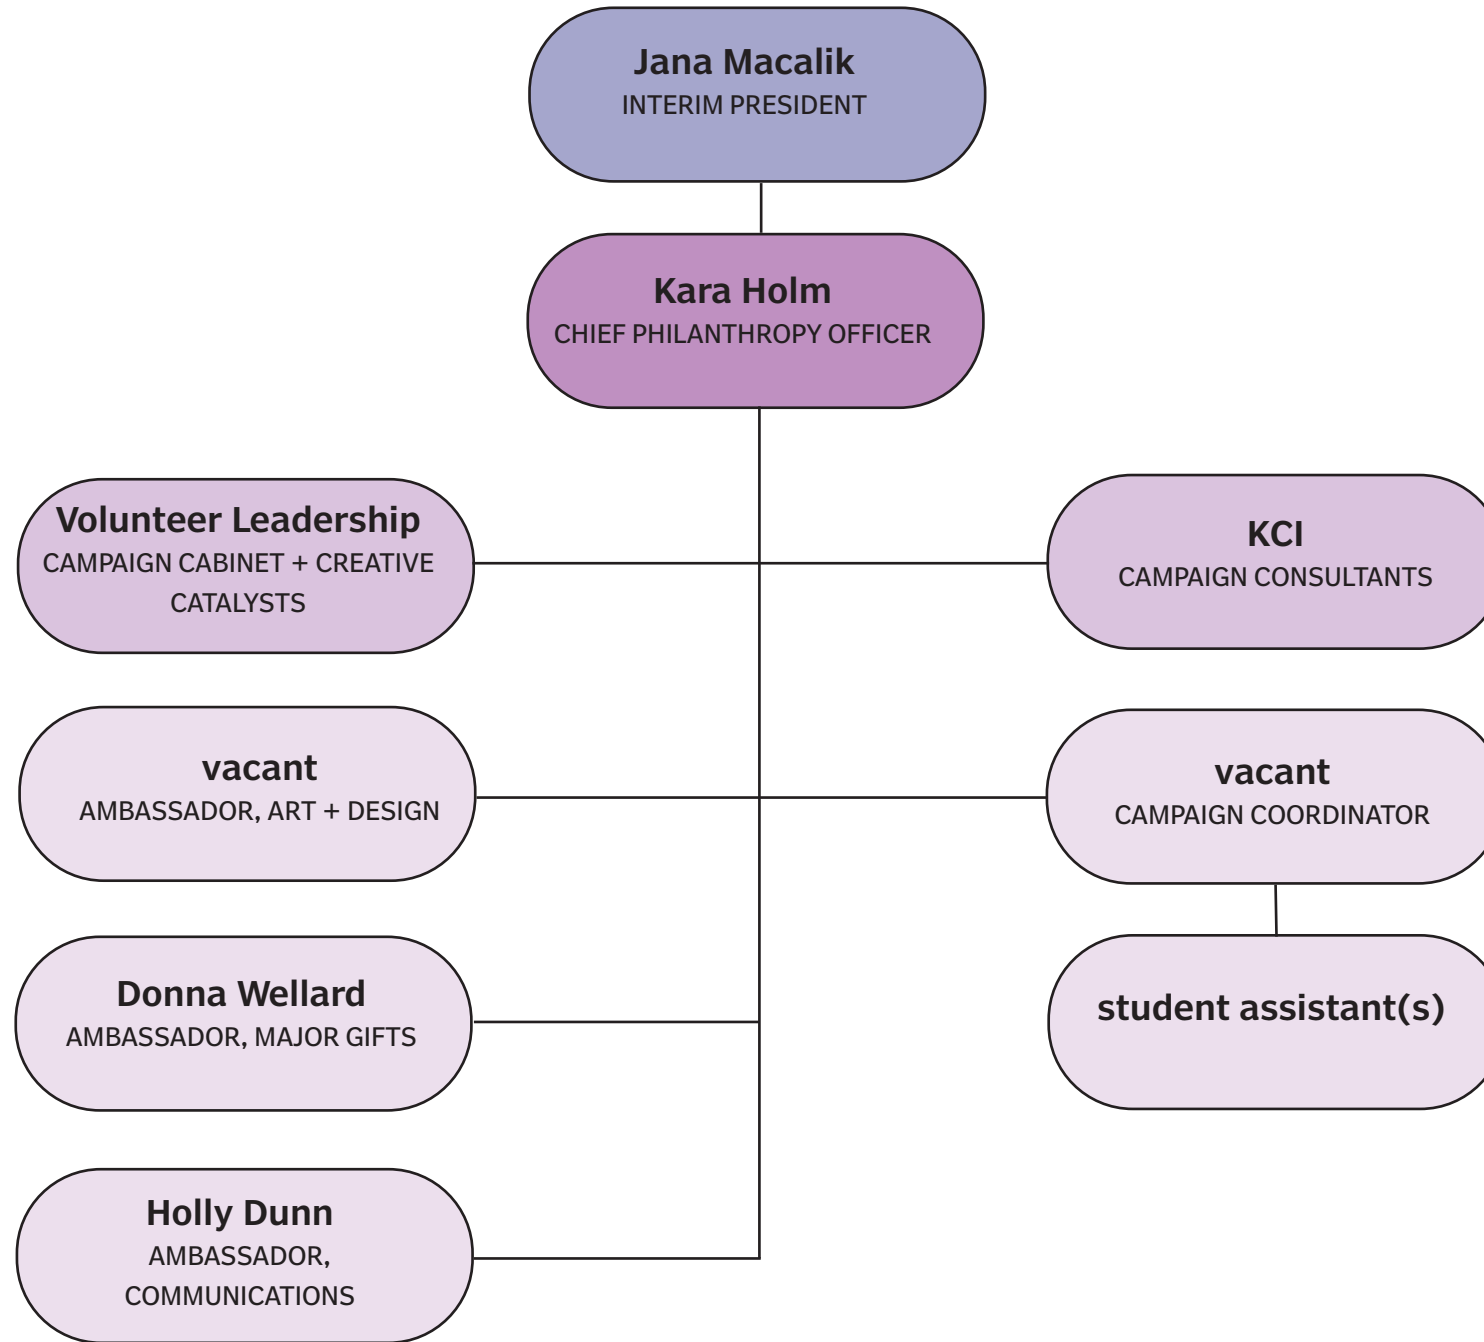 Jana Macalik
INTERIM PRESIDENT
Kara Holm
CHIEF PHILANTHROPY OFFICER
Volunteer Leadership
CAMPAIGN CABINET + CREATIVE
CATALYSTS
KCI
CAMPAIGN CONSULTANTS
vacant
AMBASSADOR, ART + DESIGN
vacant
CAMPAIGN COORDINATOR
Donna Wellard
AMBASSADOR, MAJOR GIFTS
student assistant(s)
Holly Dunn
AMBASSADOR,
COMMUNICATIONS